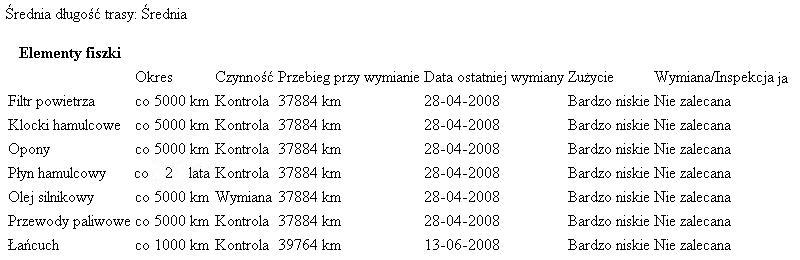 Średnia długość trasy: Średnia
Elementy fiszki
Okres Czynność Przebieg przy wymianie Data ostatniej wymiany Zużycie Wymiana/Inspekcja ja
Filtr powietrza co 5000 km Kontrola 37884 km 28-04-2008 Bardzo niskie Nie zalecana
Klocki hamulcowe co 5000 km Kontrola 37884 km 28-04-2008 Bardzo niskie Nie zalecana
Opony co 5000 km Kontrola 37884 km 28-04-2008 Bardzo niskie Nie zalecana
Płyn hamulcowy co 2 lata Kontrola 37884 km 28-04-2008 Bardzo niskie Nie zalecana
Olej silnikowy co 5000 km Wymiana 37884 km 28-04-2008 Bardzo niskie Nie zalecana
Przewody paliwowe co 5000 km Kontrola 37884 km 28-04-2008 Bardzo niskie Nie zalecana
Łańcuch co 1000 km Kontrola 39764 km 13-06-2008 Bardzo niskie Nie zalecana